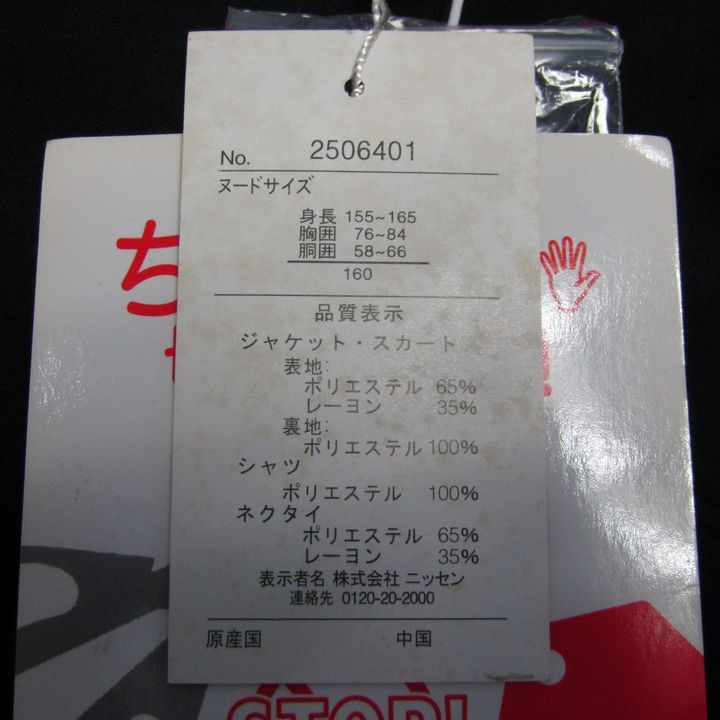 No. 2506401
ヌードサイズ
身長 155~165
胸囲 76~84
胴囲 58~66
160
品質表示
ジャケット・スカート
表地:
ポリエステル 65%
レーヨン 35%
裏地:
ポリエステル 100%
シャツ
ポリエステル 100%
ネクタイ
ポリエステル 65%
レーヨン 35%
表示者名 株式会社 ニッセン
連絡先 0120-20-2000
原産国 中国
ち
STOP!